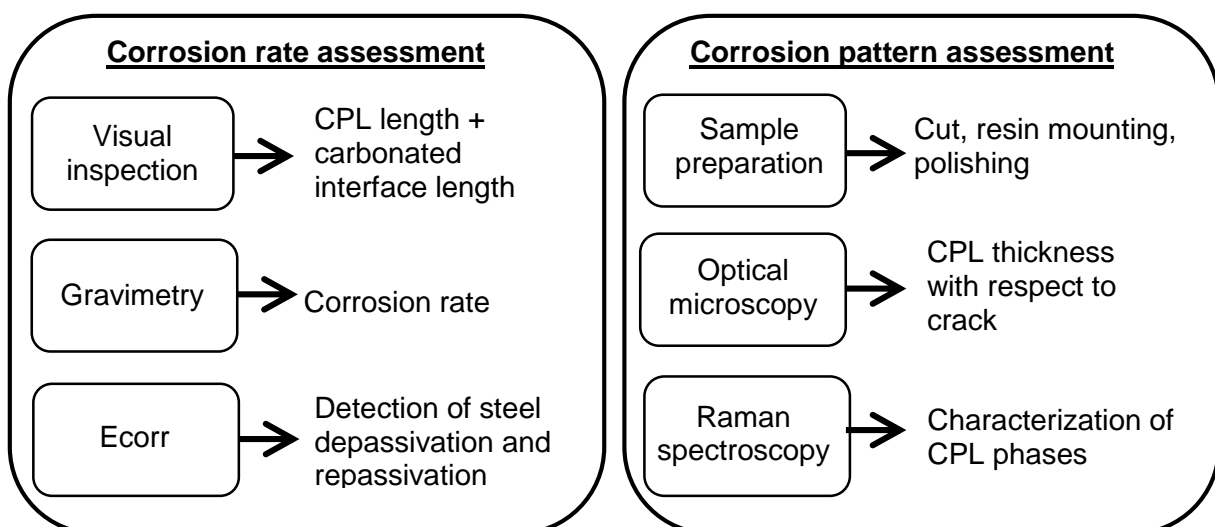 Corrosion rate assessment
Visual
inspection
CPL length +
carbonated
interface length
Gravimetry
Corrosion rate
Ecorr
Detection of steel
depassivation and
repassivation
Corrosion pattern assessment
Sample
preparation
Cut, resin mounting,
polishing
Optical
microscopy
CPL thickness
with respect to
crack
Raman
spectroscopy
Characterization of
CPL phases